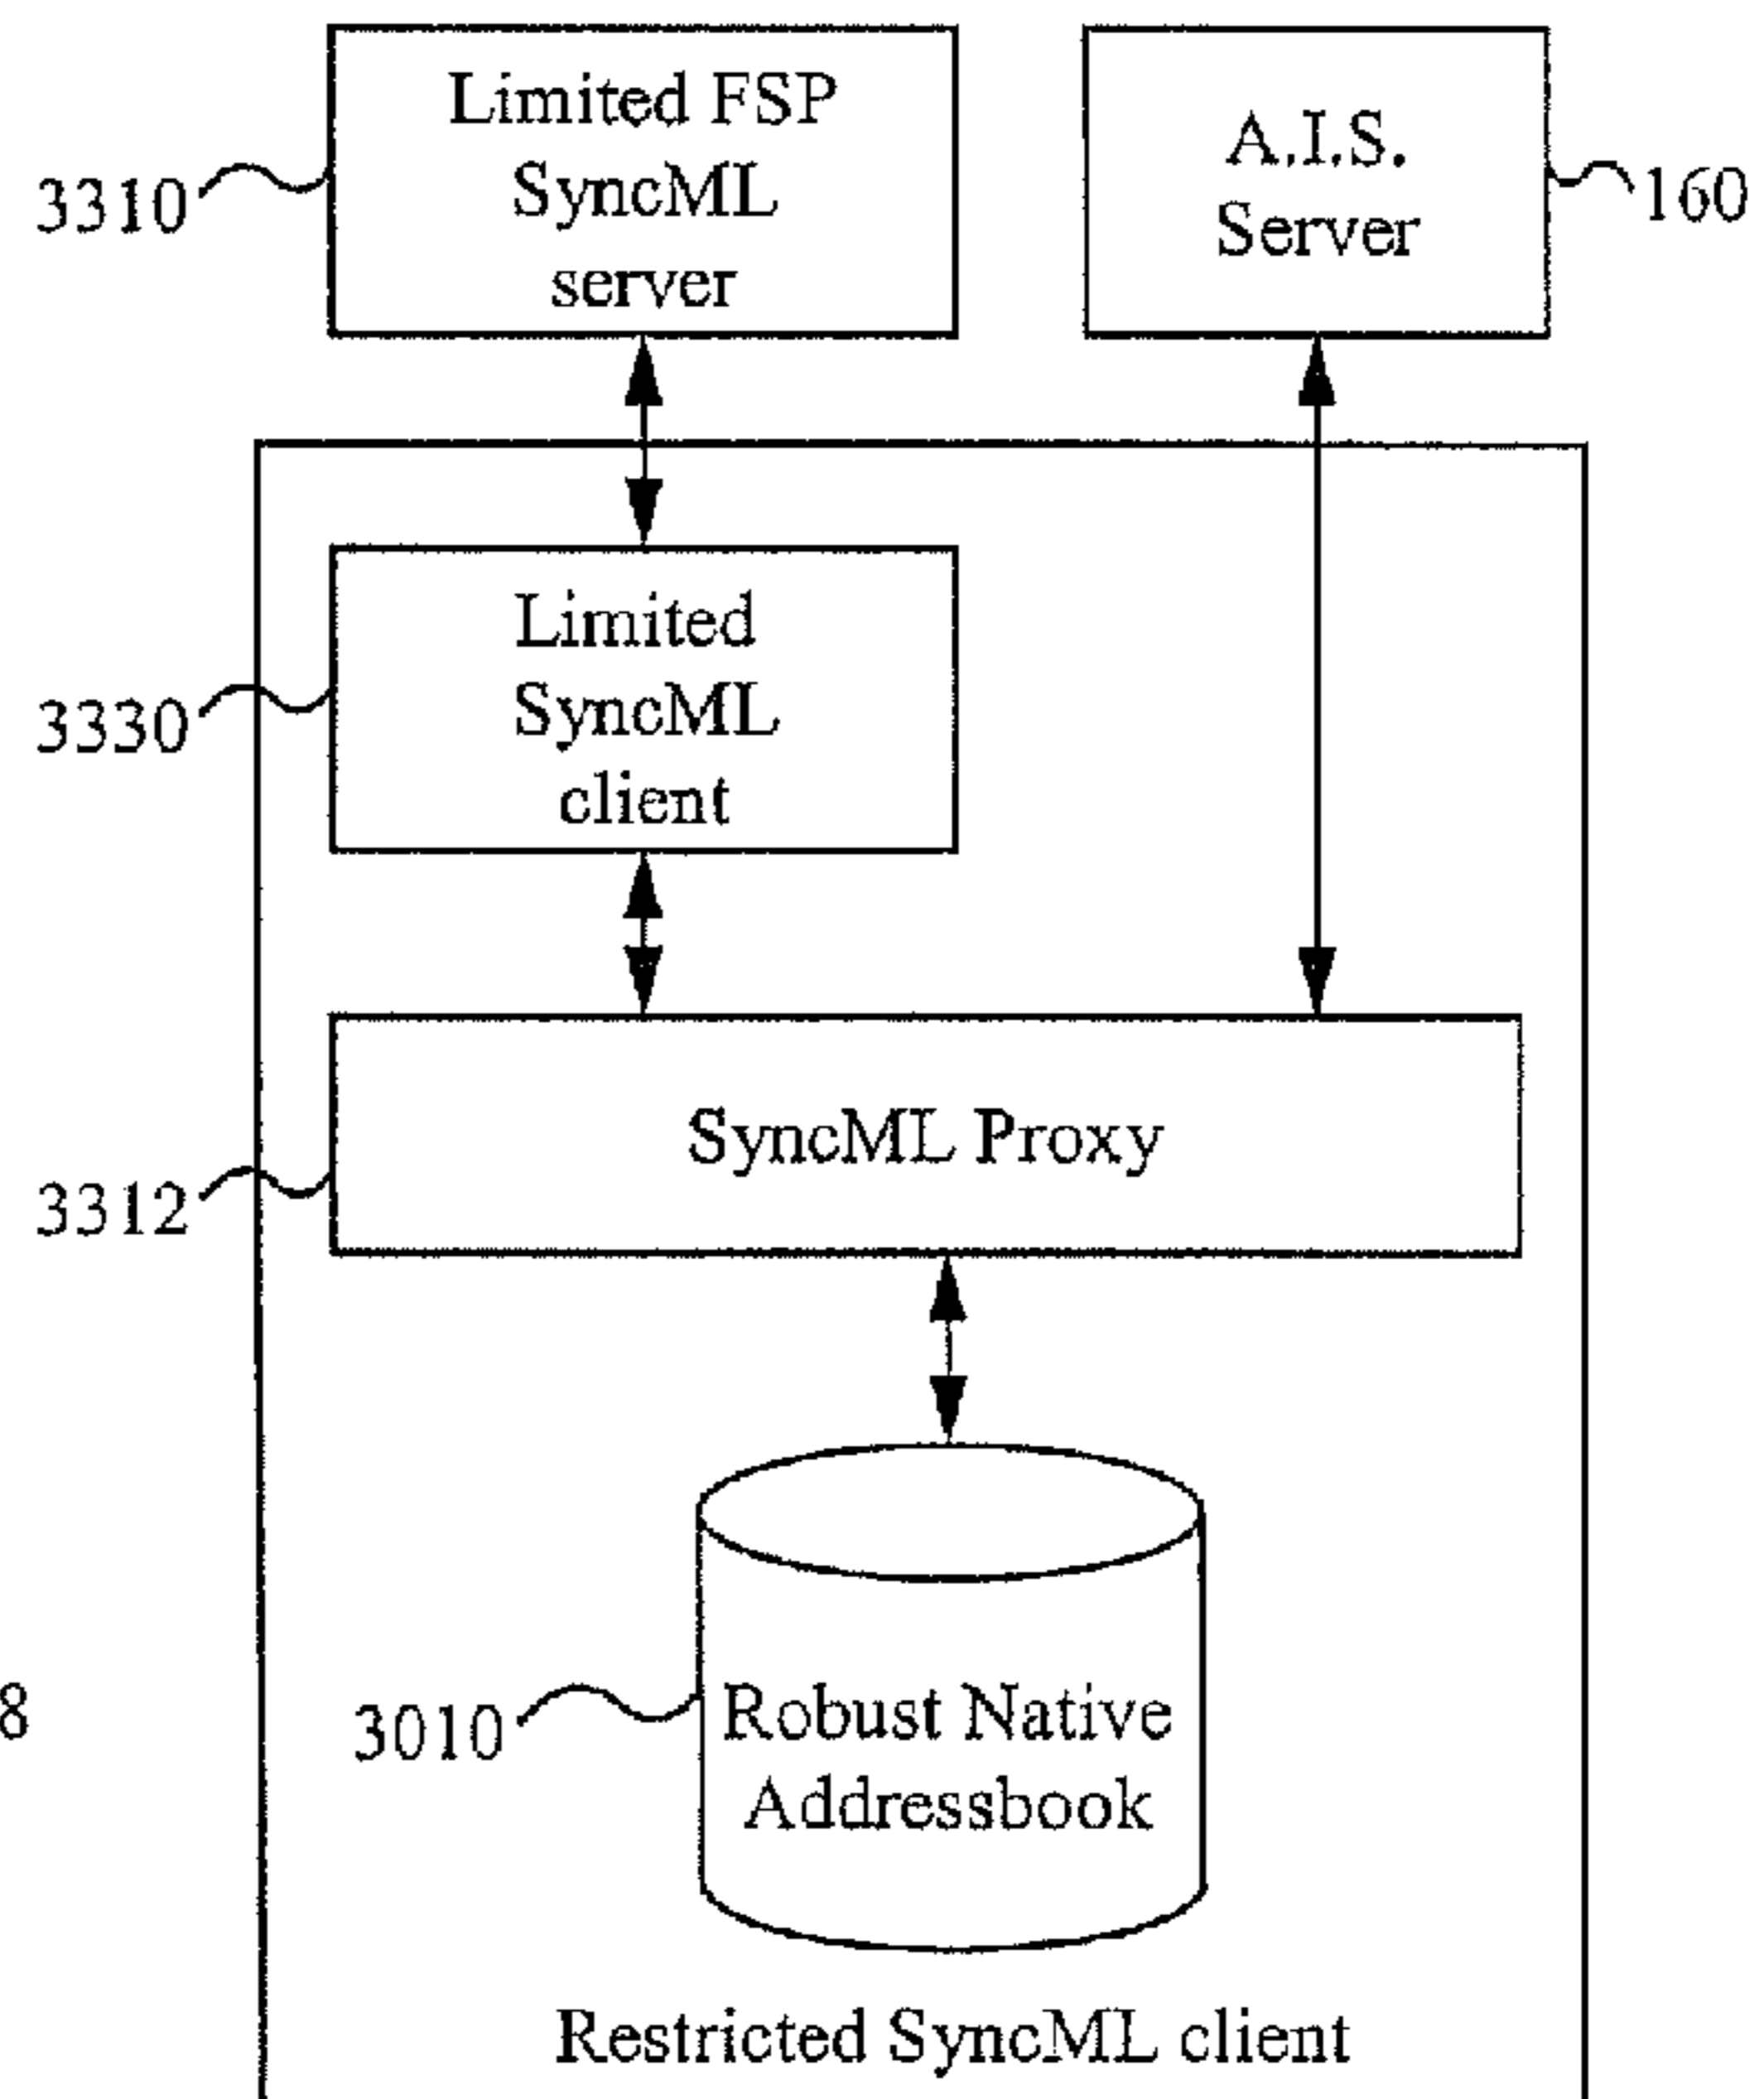 Limited FSP
SyncML
server
3310
A.I.S.
Server
160
Limited
SyncML
client
3330
SyncML Proxy
3312
8
3010
Robust Native
Addressbook
Restricted SyncML client